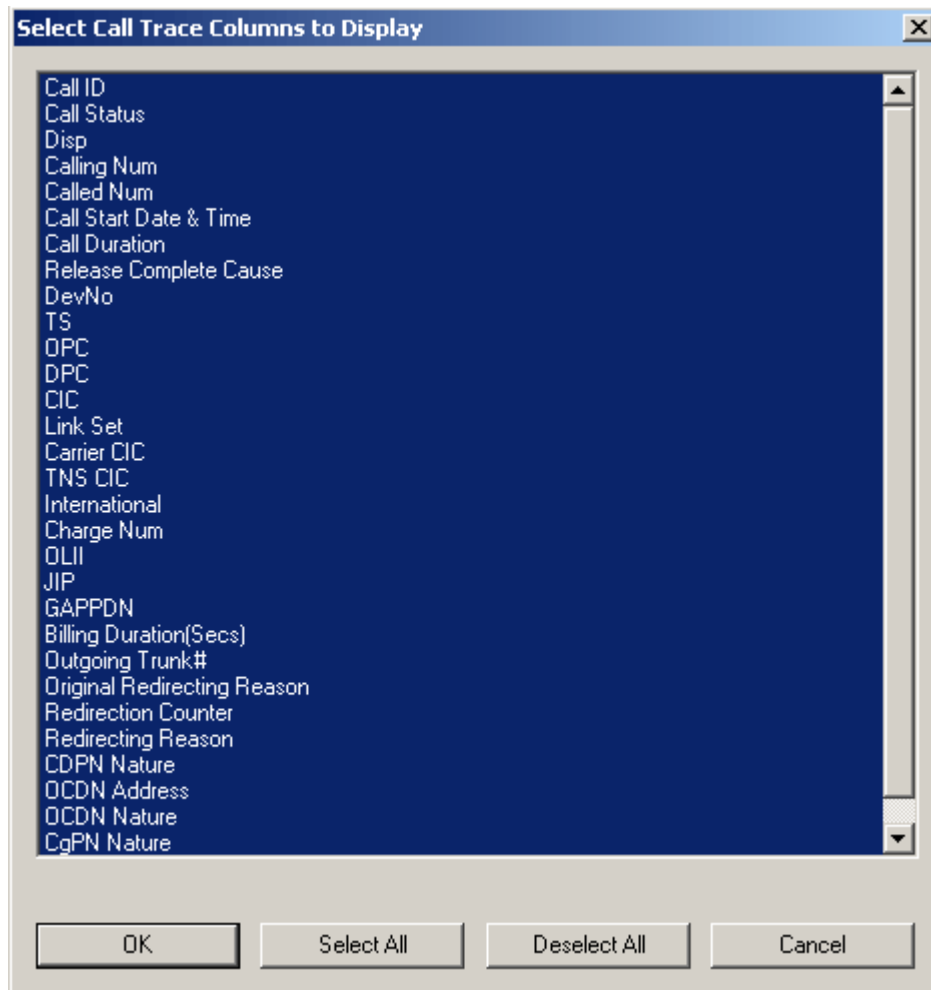 Select Call Trace Columns to Display
Call ID
Call Status
Disp
Calling Num
Called Num
Call Start Date & Time
Call Duration
Release Complete Cause
DevNo
TS
OPC
DPC
CIC
Link Set
Carrier CIC
TNS CIC
International
Charge Num
OLII
JIP
GAPPDN
Billing Duration(Secs)
Outgoing Trunk#
Original Redirecting Reason
Redirection Counter
Redirecting Reason
CDPN Nature
OCDN Address
OCDN Nature
CgPN Nature
OK Select All Deselect All Cancel